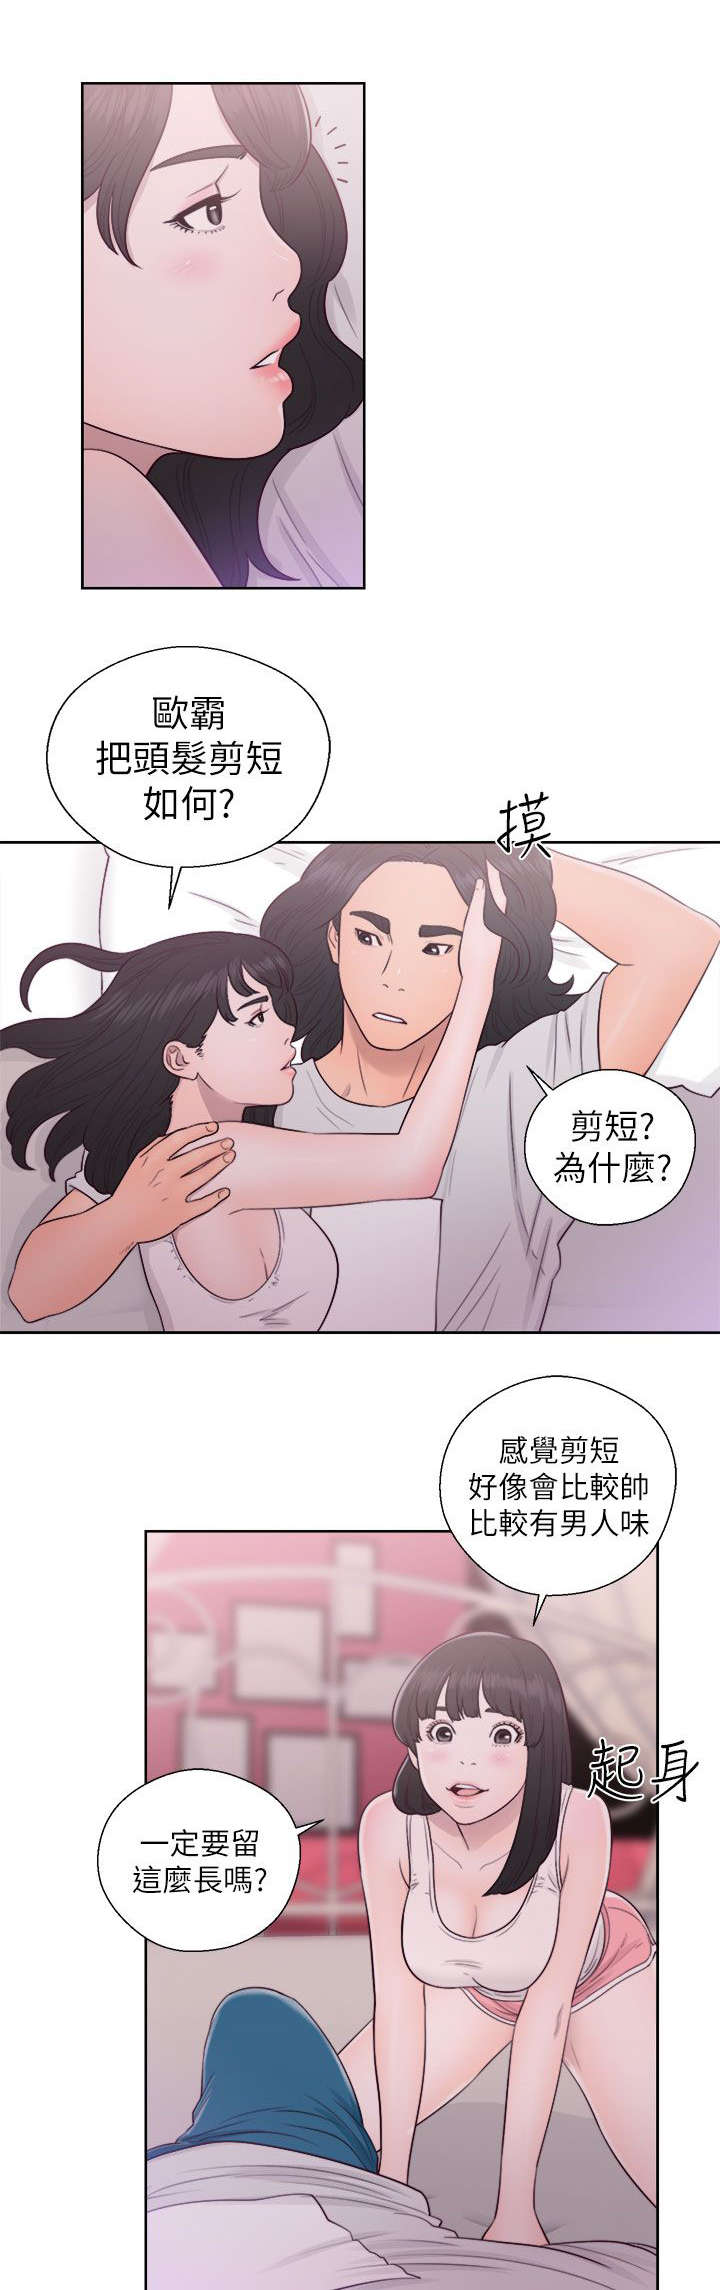 歐霸
把頭髮剪短
如何?
摸
剪短?
為什麼?
感覺剪短
好像會比較帥
比較有男人味
起身
一定要留
這麼長嗎?